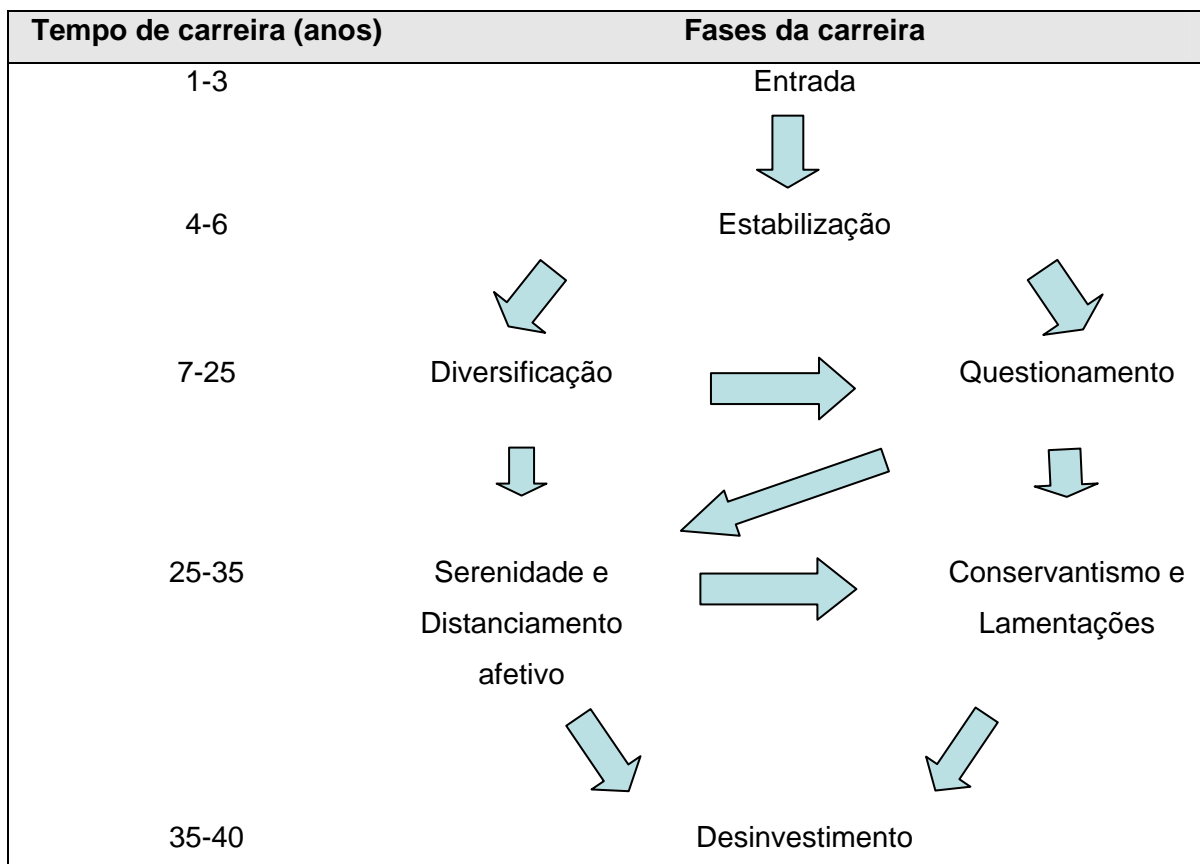 Tempo de carreira (anos) Fases da carreira
1-3 Entrada
4-6 Estabilização
7-25 Diversificação Questionamento
25-35 Serenidade e Conservantismo e
Distanciamento Lamentações
afetivo
35-40 Desinvestimento